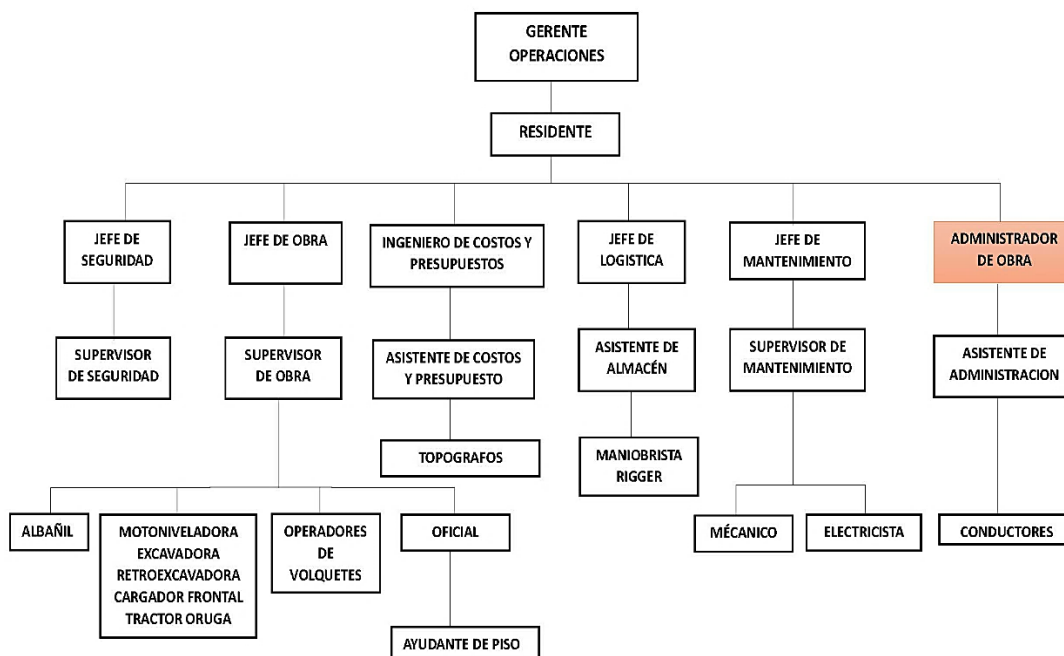 GERENTE
OPERACIONES
RESIDENTE
JEFE DE
SEGURIDAD
JEFE DE OBRA
INGENIERO DE COSTOS Y
PRESUPUESTOS
JEFE DE
LOGISTICA
JEFE DE
MANTENIMIENTO
ADMINISTRADOR
DE OBRA
SUPERVISOR
DE SEGURIDAD
SUPERVISOR
DE OBRA
ASISTENTE DE COSTOS
Y PRESUPUESTO
ASISTENTE DE
ALMACÉN
SUPERVISOR DE
MANTENIMIENTO
ASISTENTE DE
ADMINISTRACION
TOPOGRAFOS
MANIOBRISTA
RIGGER
ALBAÑIL
MOTONIVELADORA
EXCAVADORA
RETROEXCAVADORA
CARGADOR FRONTAL
TRACTOR ORUGA
OPERADORES
DE
VOLQUETES
OFICIAL
MÉCANICO
ELECTRICISTA
CONDUCTORES
AYUDANTE DE PISO